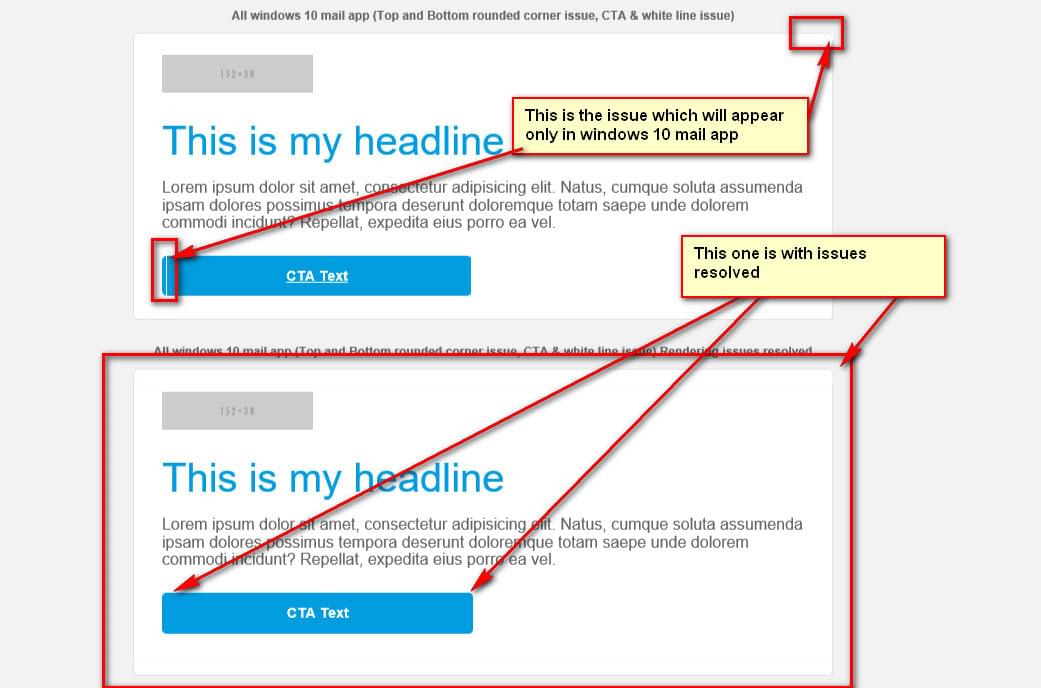 All windows 10 mail app (Top and Bottom rounded corner issue, CTA & white line issue)
152×38
This is the issue which will appear
only in windows 10 mail app
This is my headline
Lorem ipsum dolor sit amet, consectetur adipisicing elit. Natus, cumque soluta assumenda
ipsam dolores possimus tempora deserunt doloremque totam saepe unde dolorem
commodi incidunt? Repellat, expedita eius porro ea vel.
This one is with issues
resolved
CTA Text
All windows 10 mail app (Top and Bottom rounded corner issue, CTA & white line issue) Rendering issues resolved
152×38
This is my headline
Lorem ipsum dolor sit amet, consectetur adipisicing elit. Natus, cumque soluta assumenda
ipsam dolores possimus tempora deserunt doloremque totam saepe unde dolorem
commodi incidunt? Repellat, expedita eius porro ea vel.
CTA Text